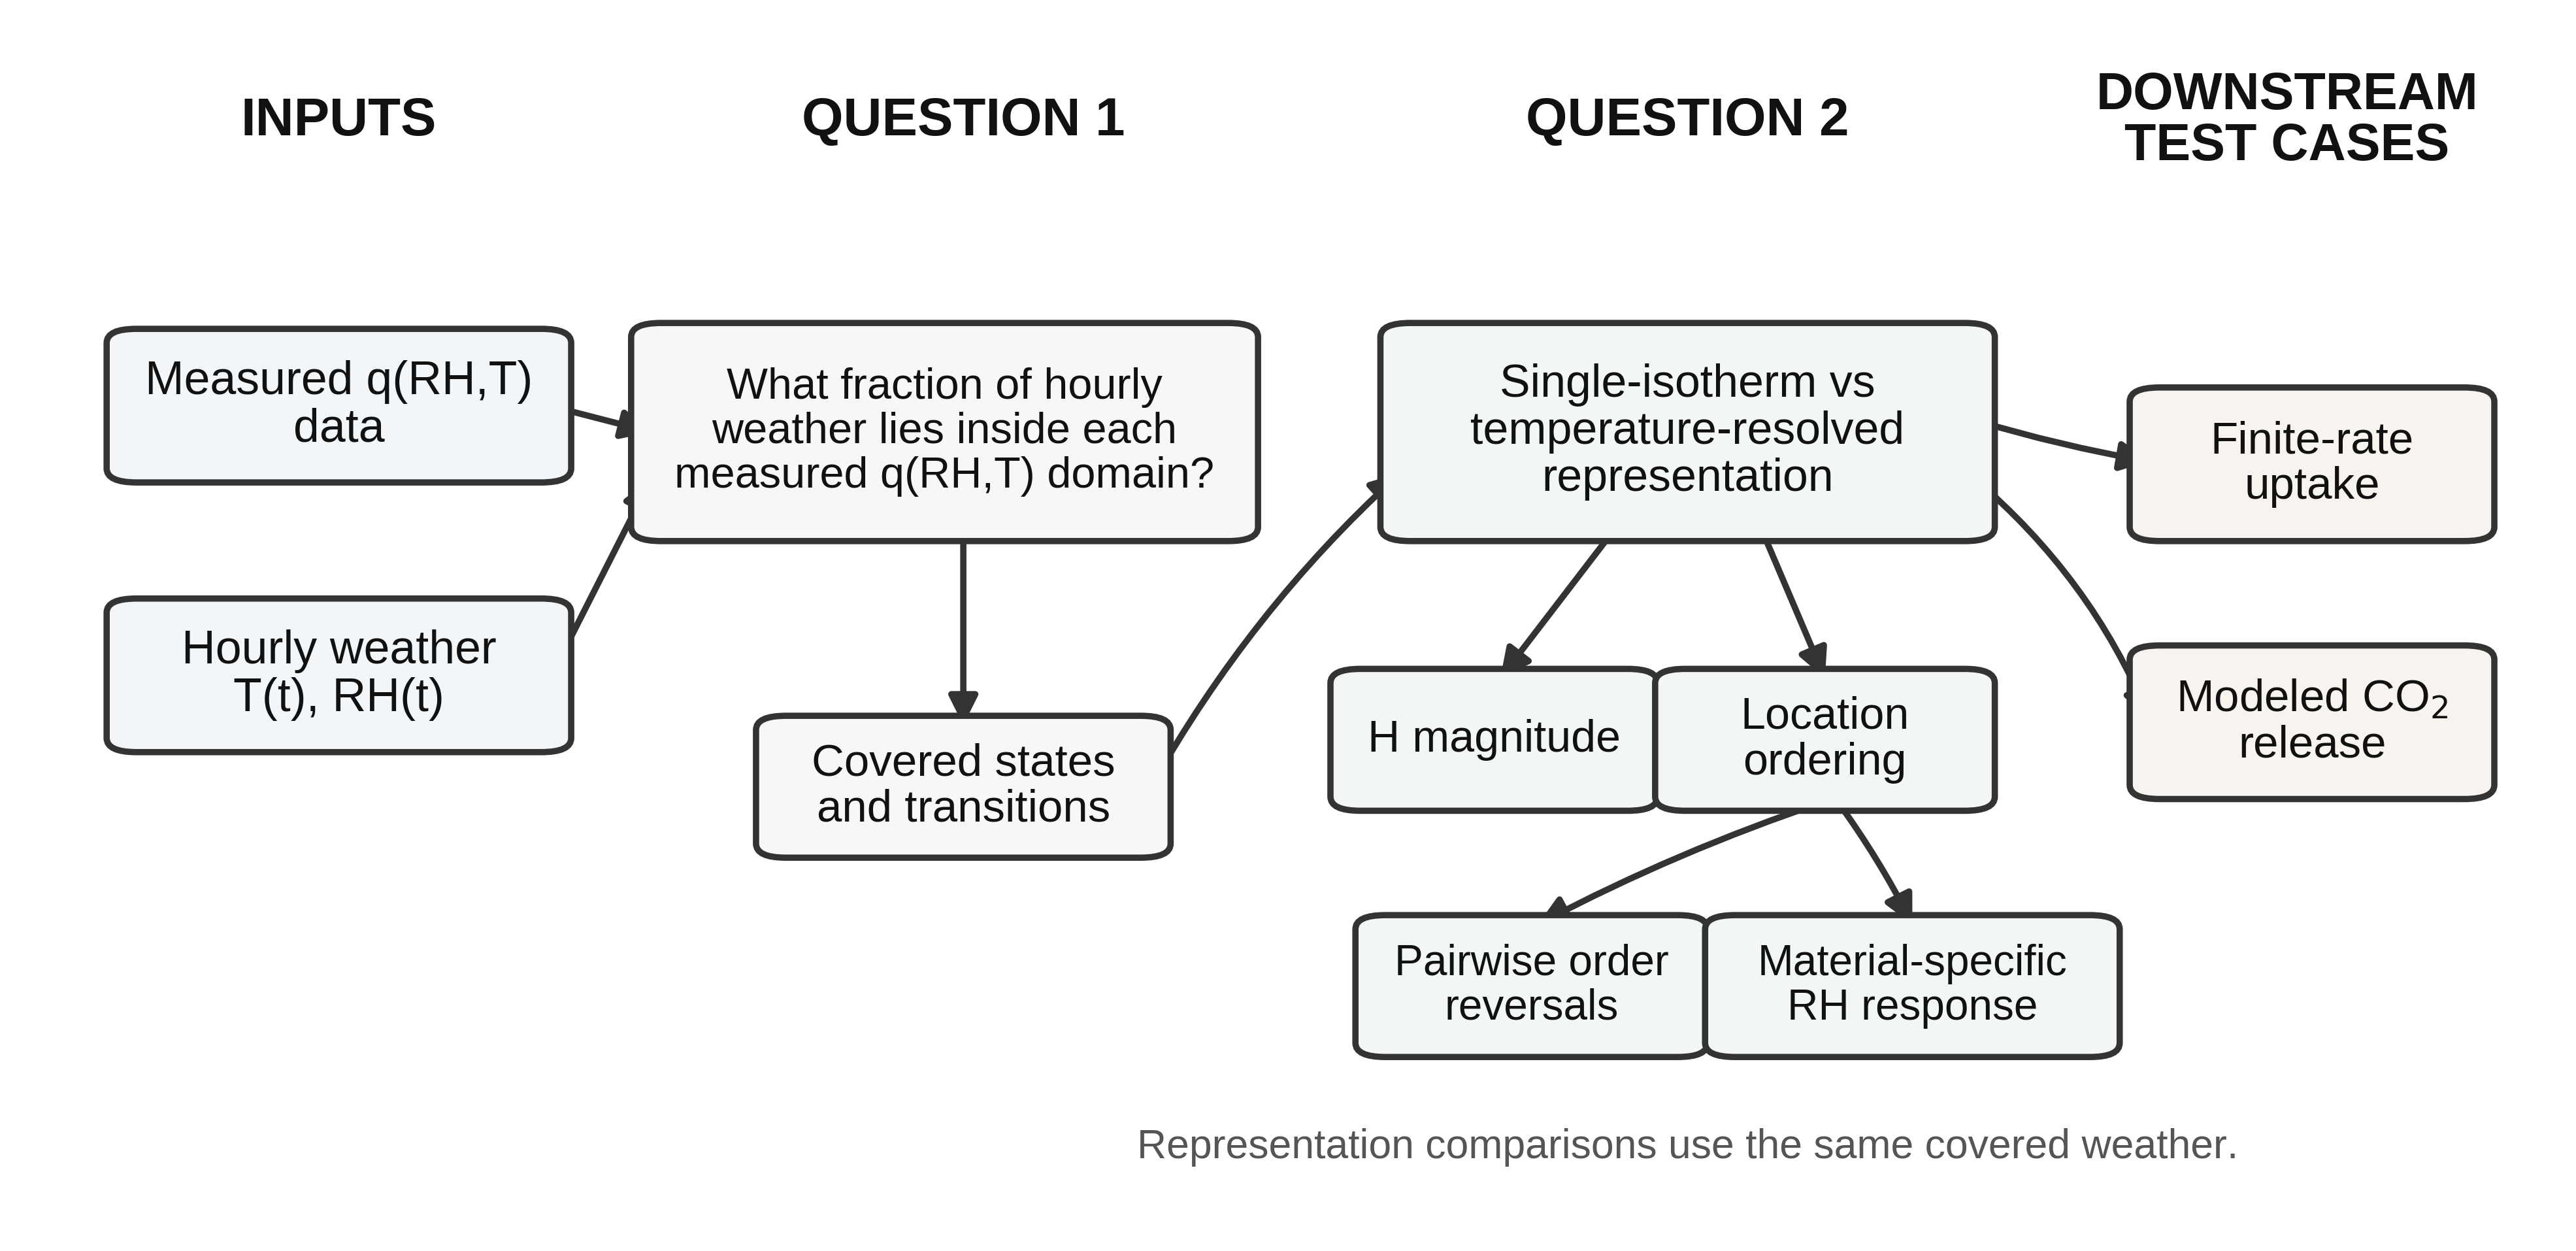 INPUTS
QUESTION 1
QUESTION 2
DOWNSTREAM
TEST CASES
Measured q(RH,T)
data
Hourly weather
T(t), RH(t)
What fraction of hourly
weather lies inside each
measured q(RH,T) domain?
Covered states
and transitions
Single-isotherm vs
temperature-resolved
representation
H magnitude
Location
ordering
Pairwise order
reversals
Material-specific
RH response
Finite-rate
uptake
Modeled CO₂
release
Representation comparisons use the same covered weather.